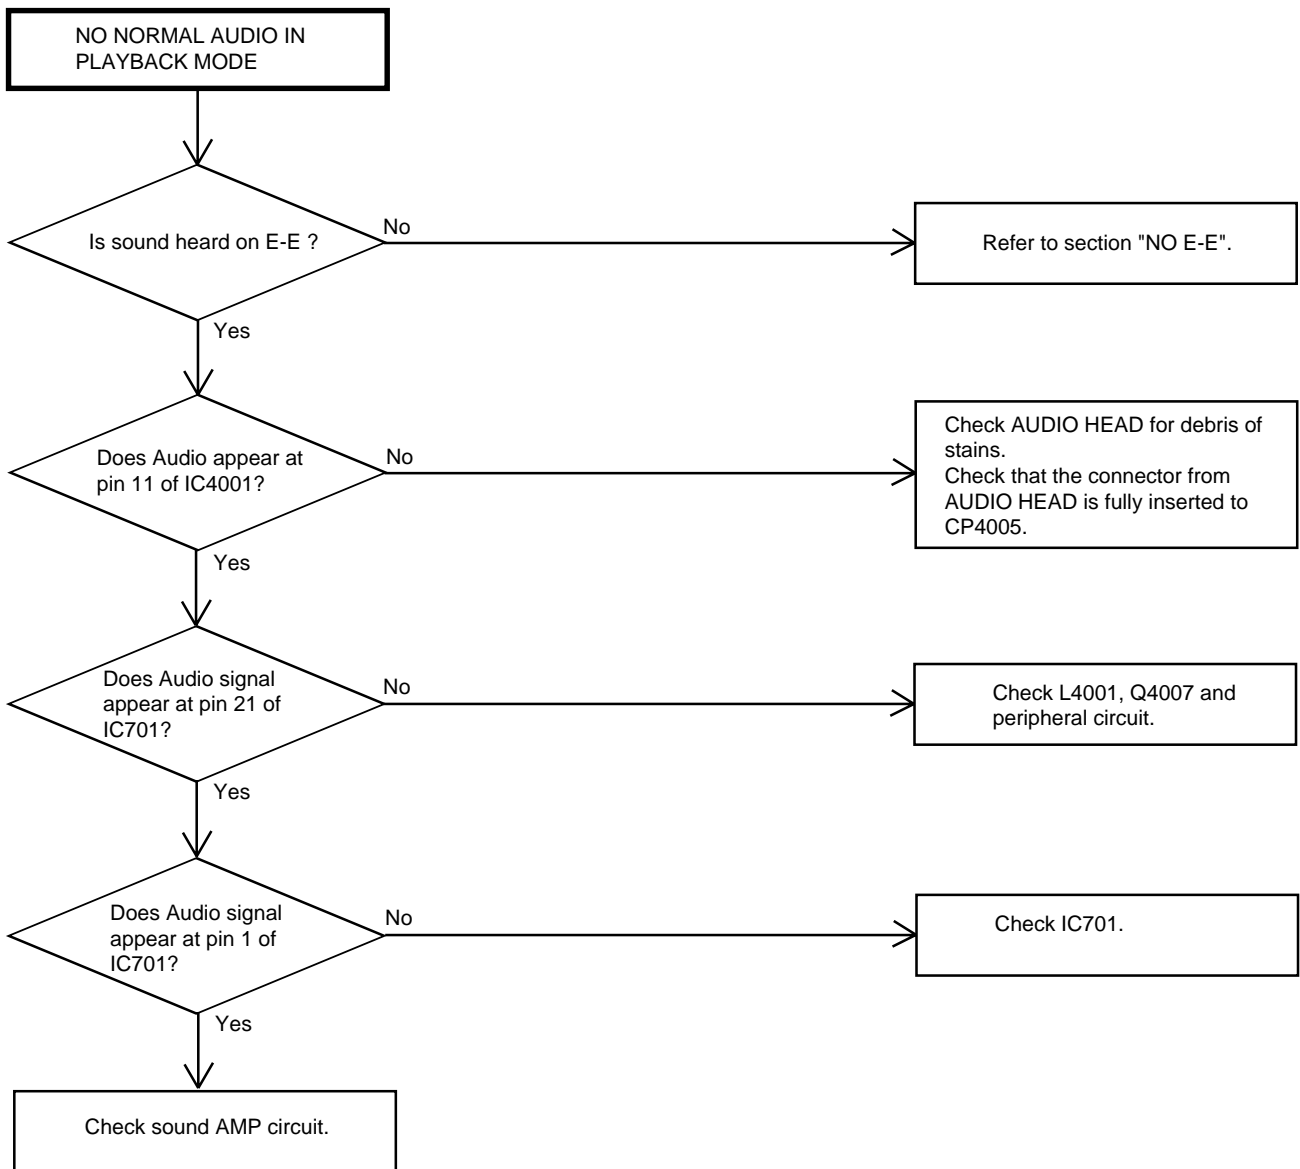 NO NORMAL AUDIO IN
PLAYBACK MODE
Is sound heard on E-E ?
No
Refer to section "NO E-E".
Yes
Does Audio appear at
pin 11 of IC4001?
No
Check AUDIO HEAD for debris of
stains.
Check that the connector from
AUDIO HEAD is fully inserted to
CP4005.
Yes
Does Audio signal
appear at pin 21 of
IC701?
No
Check L4001, Q4007 and
peripheral circuit.
Yes
Does Audio signal
appear at pin 1 of
IC701?
No
Check IC701.
Yes
Check sound AMP circuit.